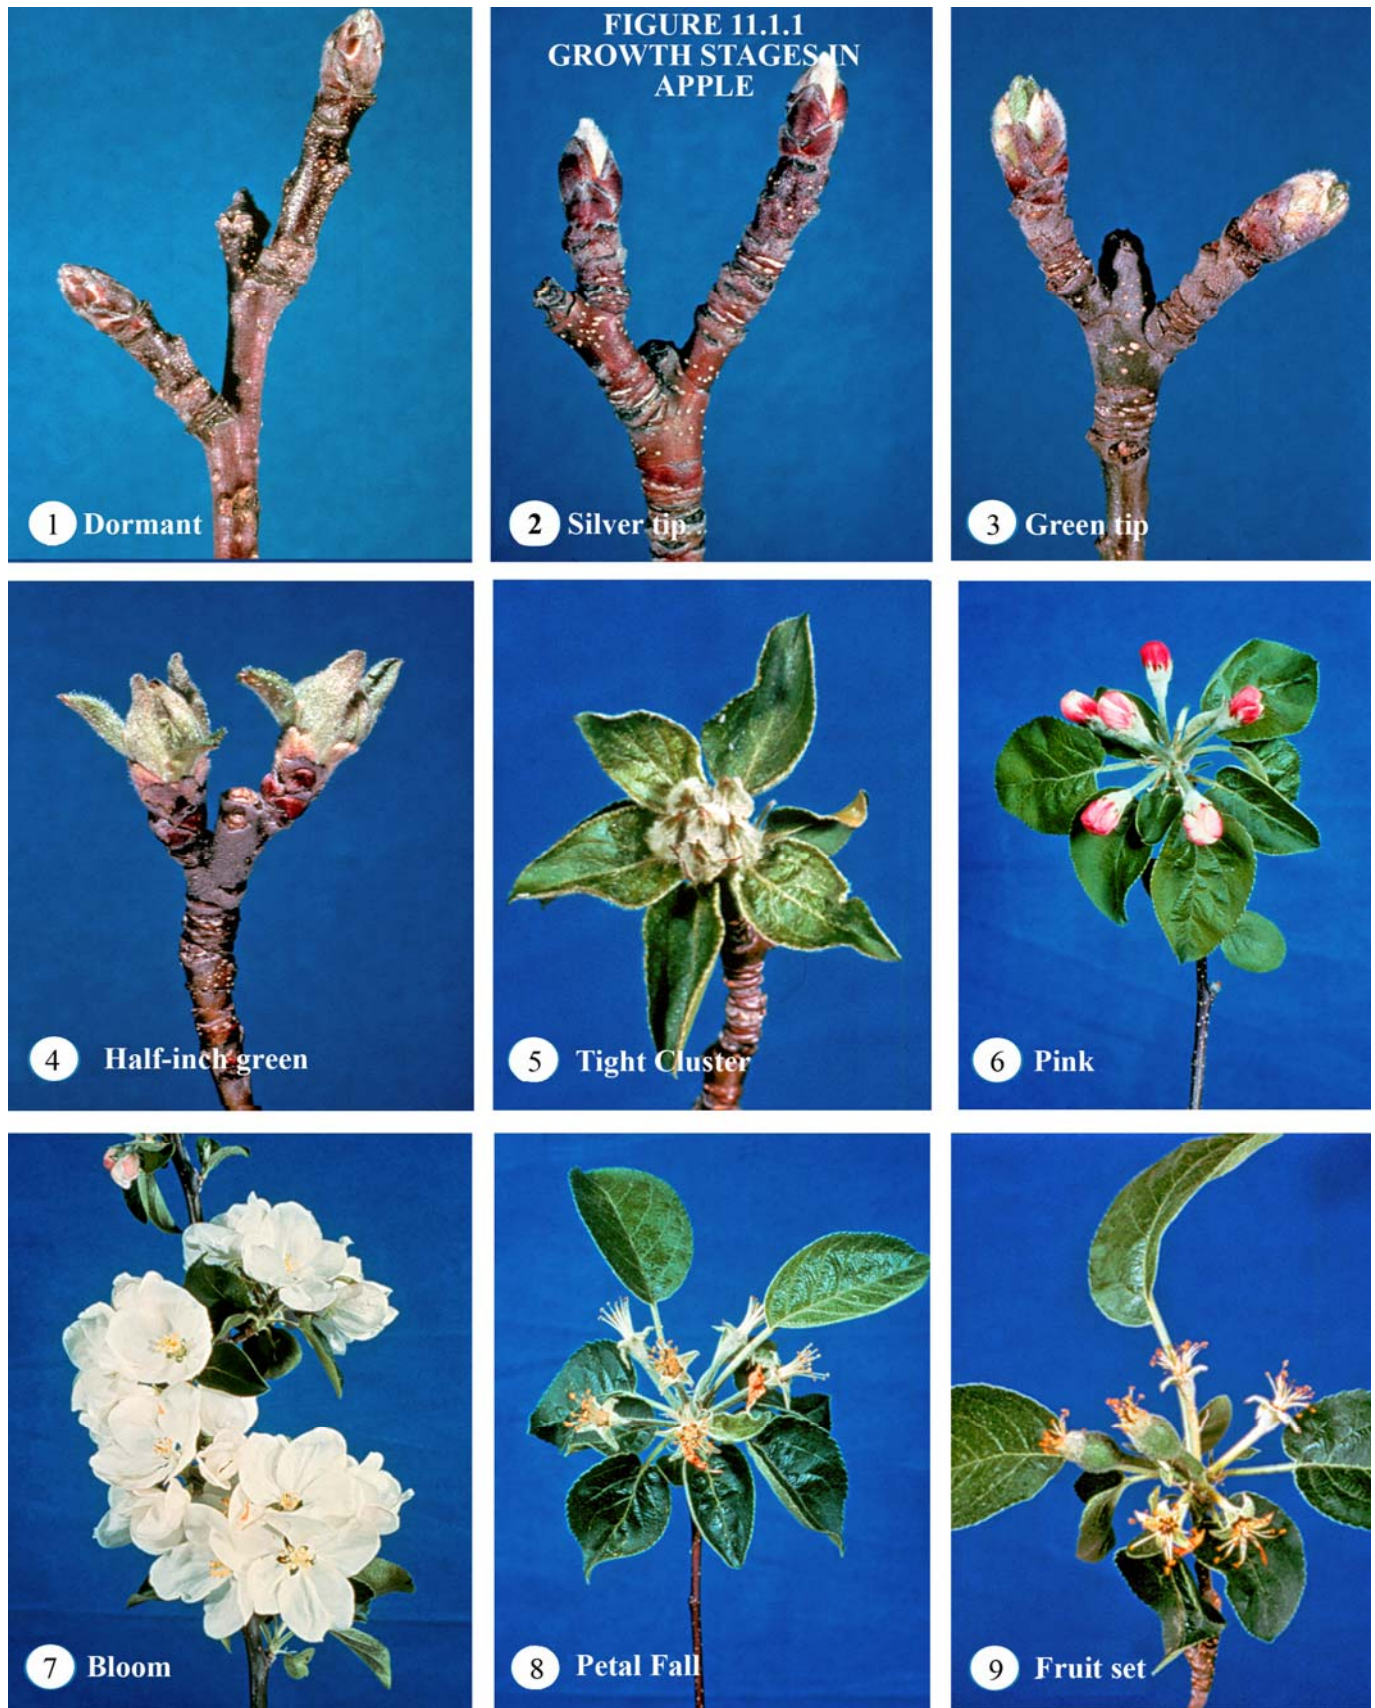 FIGURE 11.1.1
GROWTH STAGES IN
APPLE
1 Dormant
2 Silver tip
3 Green tip
4 Half-inch green
5 Tight Cluster
6 Pink
7 Bloom
8 Petal Fall
9 Fruit set